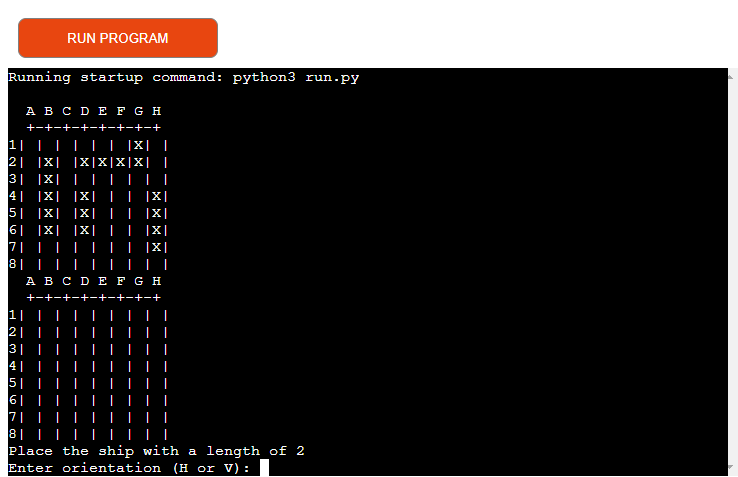 RUN PROGRAM
Running startup command: python3 run.py
  A B C D E F G H
  +-+-+-+-+-+-+-+
1| | | | | | |X| |
2| |X| |X|X|X|X| |
3| |X| | | | | | |
4| |X| |X| | | |X|
5| |X| |X| | | |X|
6| |X| |X| | | |X|
7| | | | | | | |X|
8| | | | | | | | |
  A B C D E F G H
  +-+-+-+-+-+-+-+
1| | | | | | | | |
2| | | | | | | | |
3| | | | | | | | |
4| | | | | | | | |
5| | | | | | | | |
6| | | | | | | | |
7| | | | | | | | |
8| | | | | | | | |
Place the ship with a length of 2
Enter orientation (H or V):